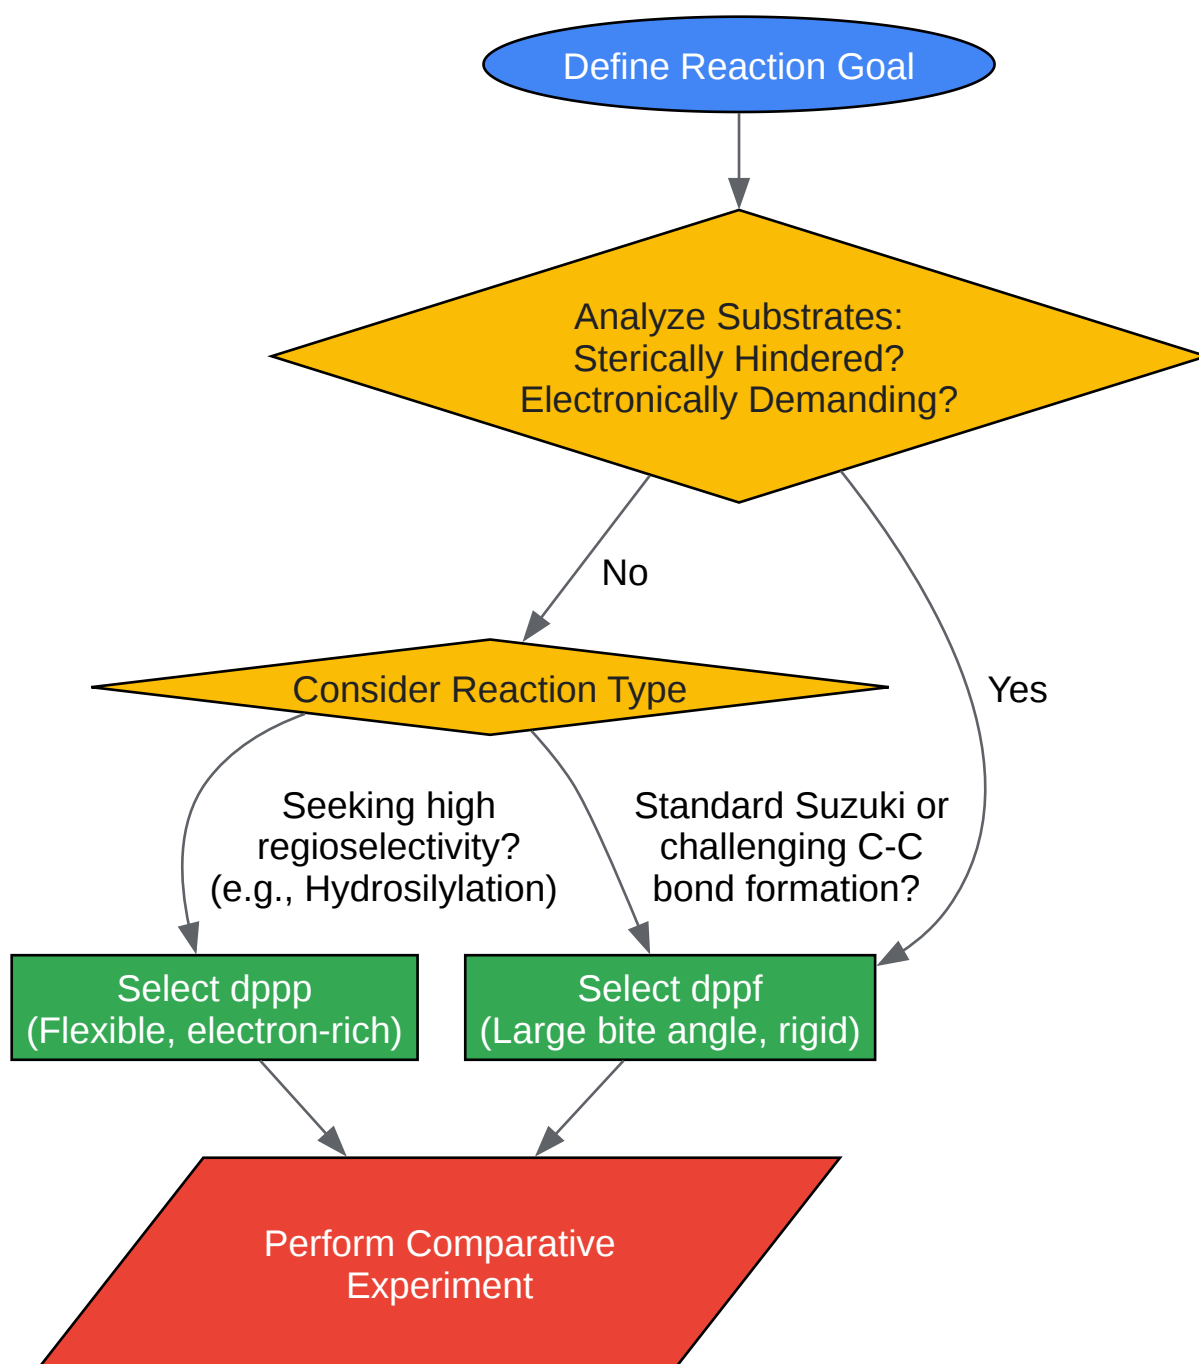 Define Reaction Goal
Analyze Substrates:
Sterically Hindered?
Electronically Demanding?
No
Consider Reaction Type
Yes
Seeking high
regioselectivity?
(e.g., Hydrosilylation)
Standard Suzuki or
challenging C-C
bond formation?
Select dppp
(Flexible, electron-rich)
Select dppf
(Large bite angle, rigid)
Perform Comparative
Experiment